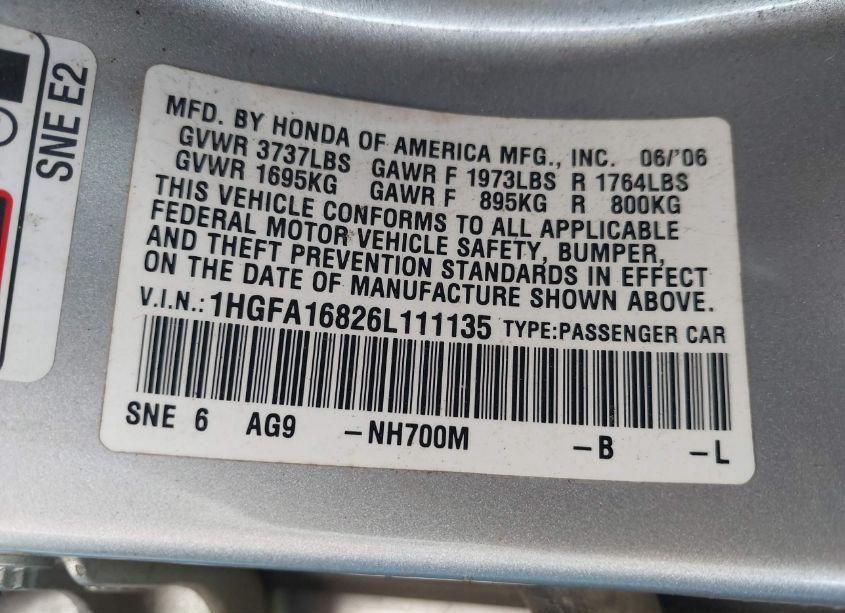 SNE E2
MFD. BY HONDA OF AMERICA MFG., INC. 06/'06
GVWR 3737LBS GAWR F 1973LBS R 1764LBS
GVWR 1695KG GAWR F 895KG R 800KG
THIS VEHICLE CONFORMS TO ALL APPLICABLE
FEDERAL MOTOR VEHICLE SAFETY, BUMPER,
AND THEFT PREVENTION STANDARDS IN EFFECT
ON THE DATE OF MANUFACTURE SHOWN ABOVE.
V.I.N.: 1HGFA16826L111135 TYPE:PASSENGER CAR
SNE 6 AG9 -NH700M -B -L